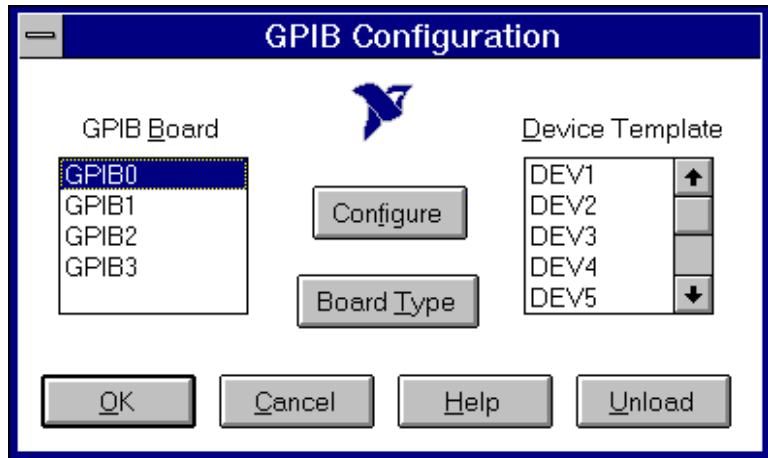 GPIB Configuration
GPIB Board
Device Template
GPIB0
GPIB1
GPIB2
GPIB3
Configure
Board Type
DEV1
DEV2
DEV3
DEV4
DEV5
OK
Cancel
Help
Unload